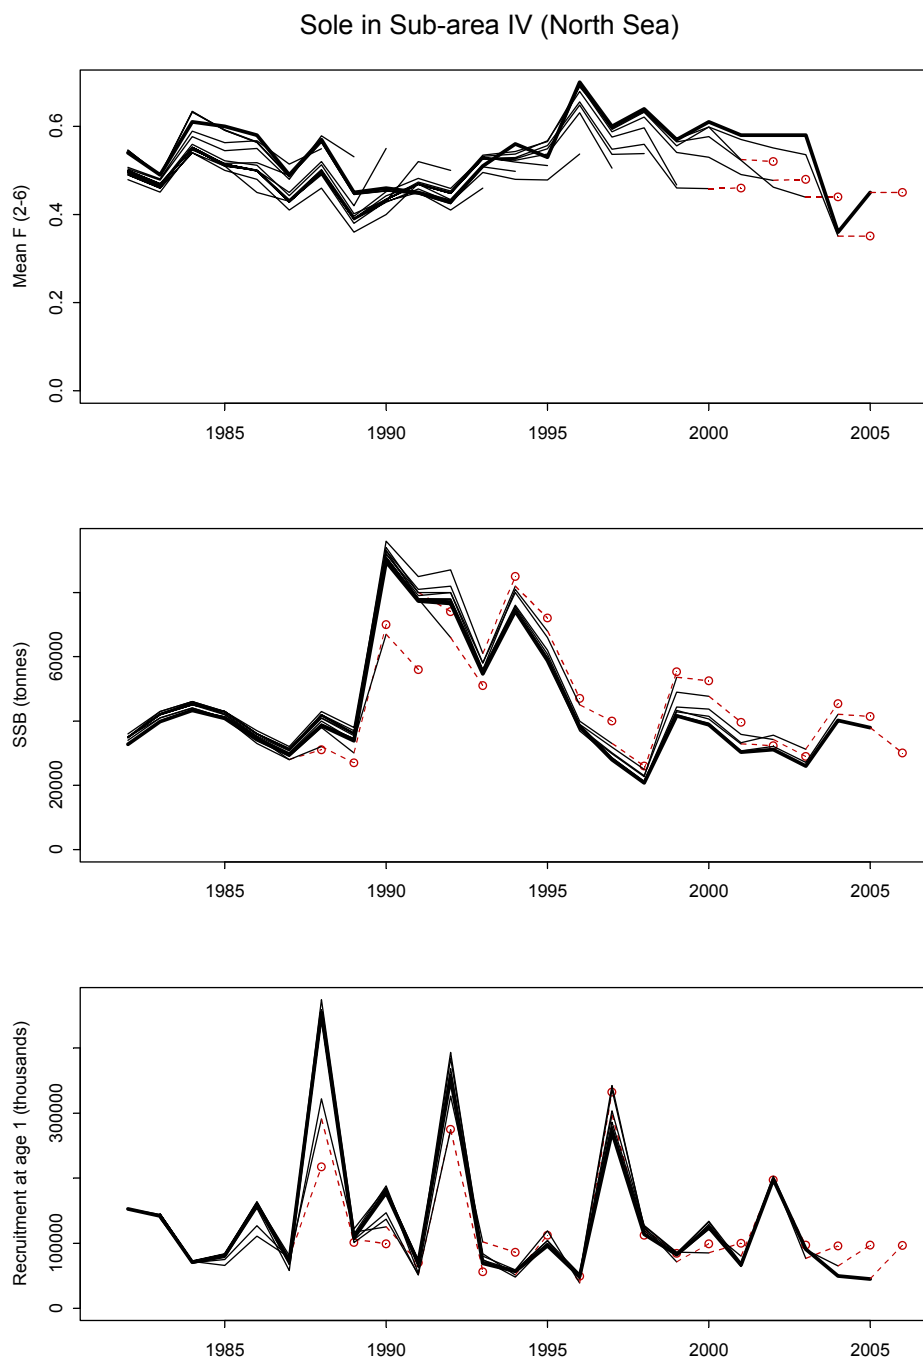 Sole in Sub-area IV (North Sea)
Mean F (2-6)
0.6
0.4
0.2
0.0
1985 1990 1995 2000 2005
SSB (tonnes)
60000
20000
0
1985 1990 1995 2000 2005
Recruitment at age 1 (thousands)
300000
100000
0
1985 1990 1995 2000 2005